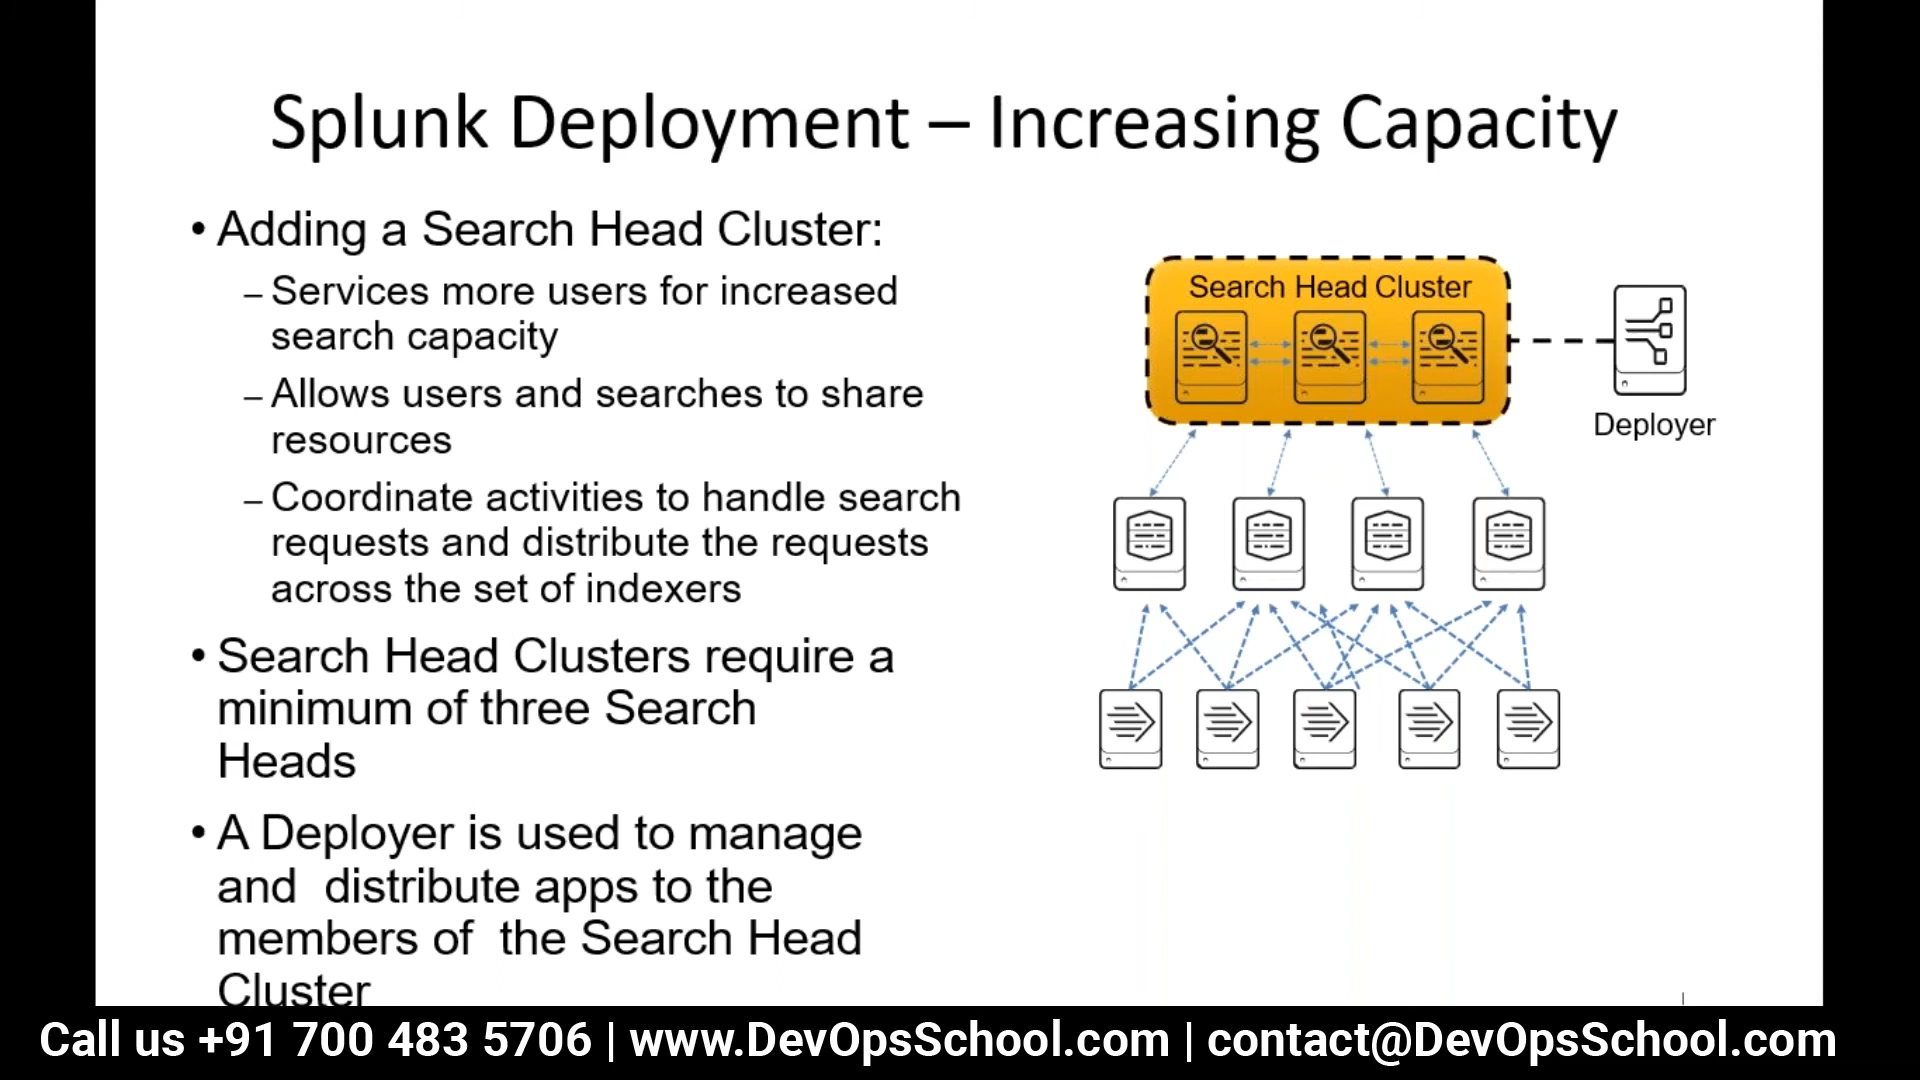 Splunk Deployment – Increasing Capacity
• Adding a Search Head Cluster:
– Services more users for increased
search capacity
– Allows users and searches to share
resources
– Coordinate activities to handle search
requests and distribute the requests
across the set of indexers
• Search Head Clusters require a
minimum of three Search
Heads
• A Deployer is used to manage
and distribute apps to the
members of the Search Head
Cluster
Search Head Cluster
Deployer
Call us +91 700 483 5706 | www.DevOpsSchool.com | contact@DevOpsSchool.com